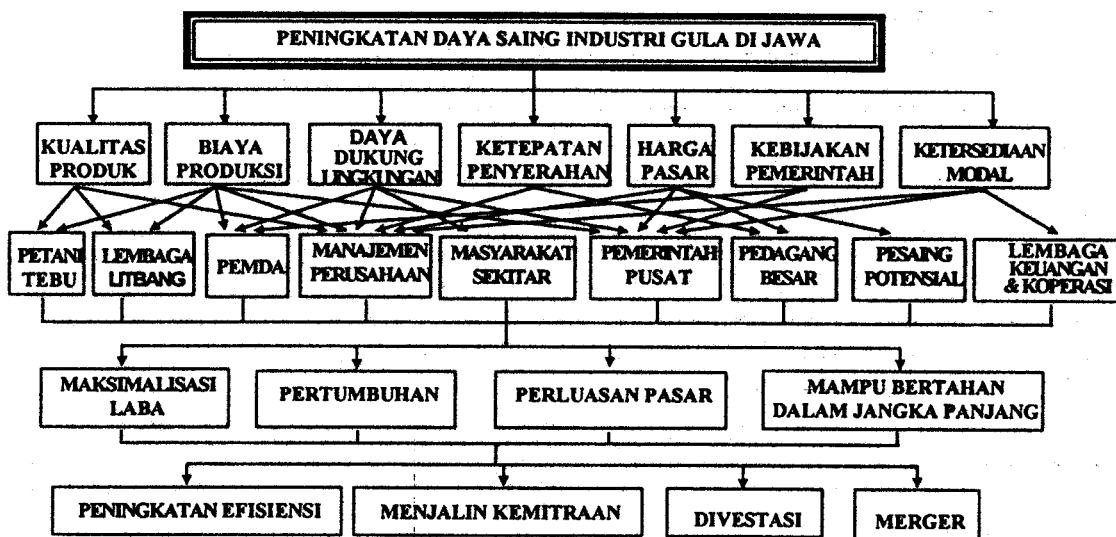 PENINGKATAN DAYA SAING INDUSTRI GULA DI JAWA
KUALITAS
PRODUK
BIAYA
PRODUKSI
DAYA
DUKUNG
LINGKUNGAN
KETEPATAN
PENYERAHAN
HARGA
PASAR
KEBIJAKAN
PEMERINTAH
KETERSEDIAAN
MODAL
PETANI
TEBU
LEMBAGA
LITBANG
PEMDA
MANAJEMEN
PERUSAHAAN
MASYARAKAT
SEKITAR
PEMERINTAH
PUSAT
PEDAGANG
BESAR
PESAING
POTENSIAL
LEMBAGA
KEUANGAN
& KOPERASI
MAKSIMALISASI
LABA
PERTUMBUHAN
PERLUASAN PASAR
MAMPU BERTAHAN
DALAM JANGKA PANJANG
PENINGKATAN EFISIENSI
MENJALIN KEMITRAAN
DIVESTASI
MERGER